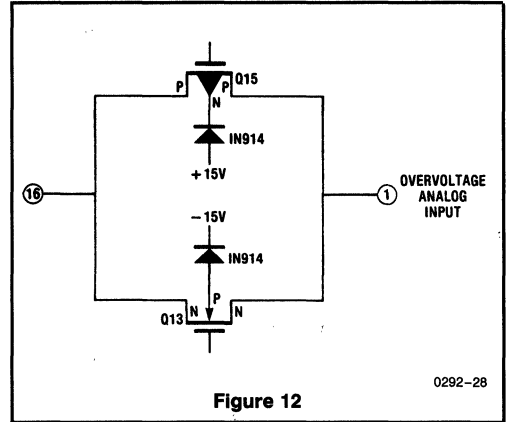 Q15
P P
N
IN914
+15V
16
1 OVERVOLTAGE
ANALOG
INPUT
-15V
IN914
P
N N
Q13
0292-28
Figure 12